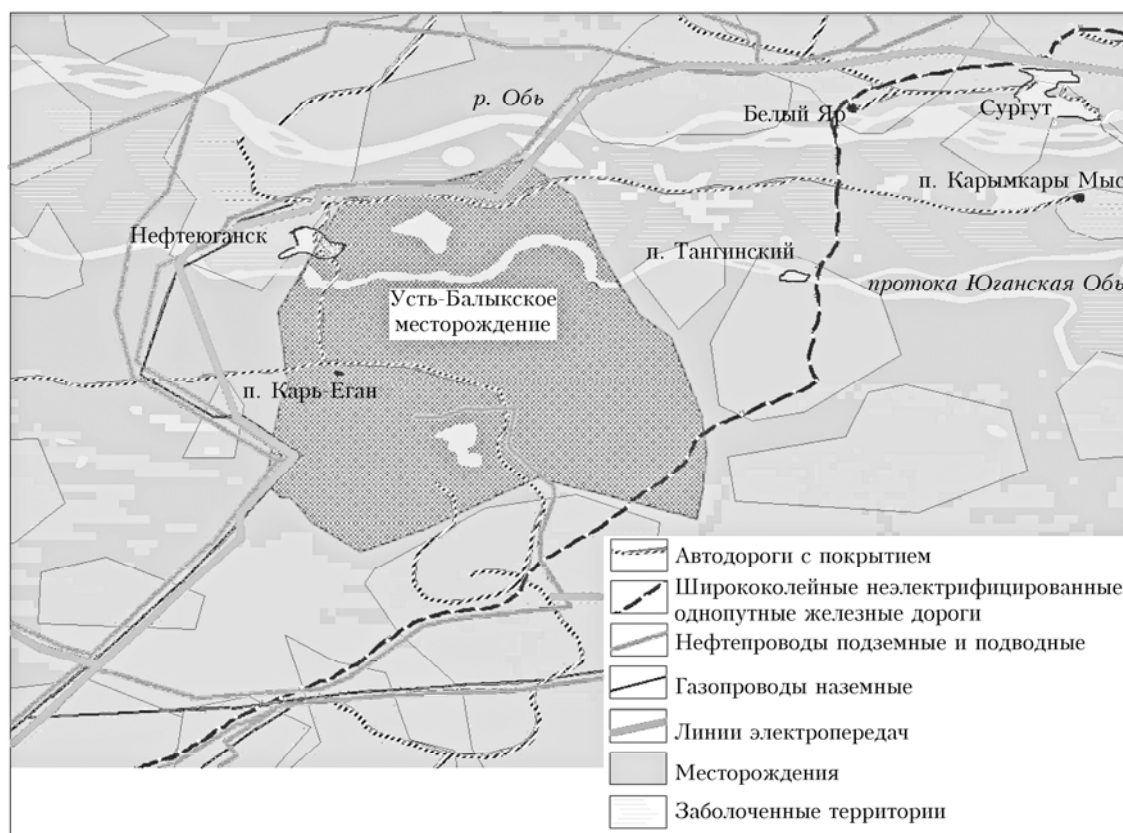 р. Обь
Белый Яр
Сургут
п. Карымкары Мыс
Нефтеюганск
п. Тангинский
протока Юганская Обь
Усть-Балыкское
месторождение
п. Карь-Еган
Автодороги с покрытием
Ширококолейные неэлектрифицированные
однопутные железные дороги
Нефтепроводы подземные и подводные
Газопроводы наземные
Линии электропередач
Месторождения
Заболоченные территории